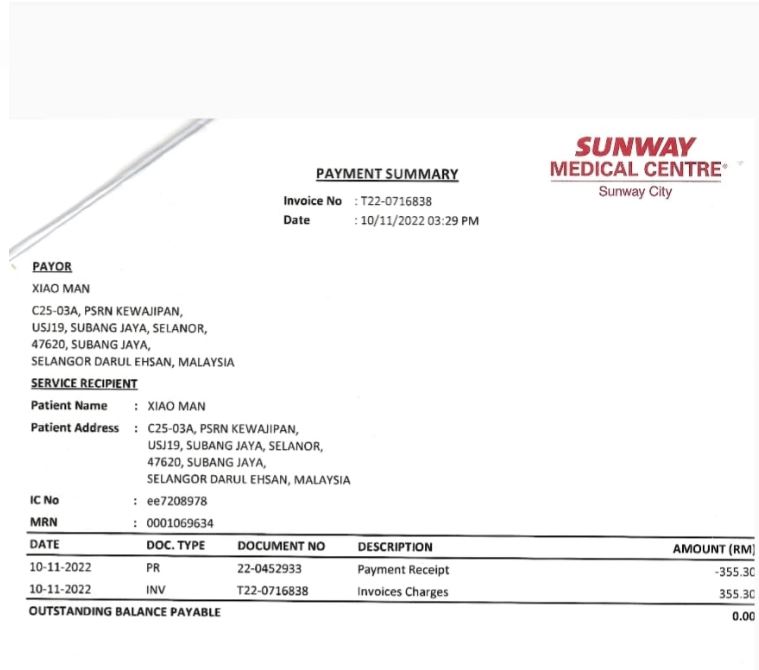 SUNWAY
MEDICAL CENTRE®
Sunway City
PAYMENT SUMMARY
Invoice No : T22-0716838
Date : 10/11/2022 03:29 PM
PAYOR
XIAO MAN
C25-03A, PSRN KEWAJIPAN,
USJ19, SUBANG JAYA, SELANOR,
47620, SUBANG JAYA,
SELANGOR DARUL EHSAN, MALAYSIA
SERVICE RECIPIENT
Patient Name : XIAO MAN
Patient Address : C25-03A, PSRN KEWAJIPAN,
USJ19, SUBANG JAYA, SELANOR,
47620, SUBANG JAYA,
SELANGOR DARUL EHSAN, MALAYSIA
IC No : ee7208978
MRN : 0001069634
DATE DOC. TYPE DOCUMENT NO DESCRIPTION AMOUNT (RM)
10-11-2022 PR 22-0452933 Payment Receipt -355.30
10-11-2022 INV T22-0716838 Invoices Charges 355.30
OUTSTANDING BALANCE PAYABLE 0.00